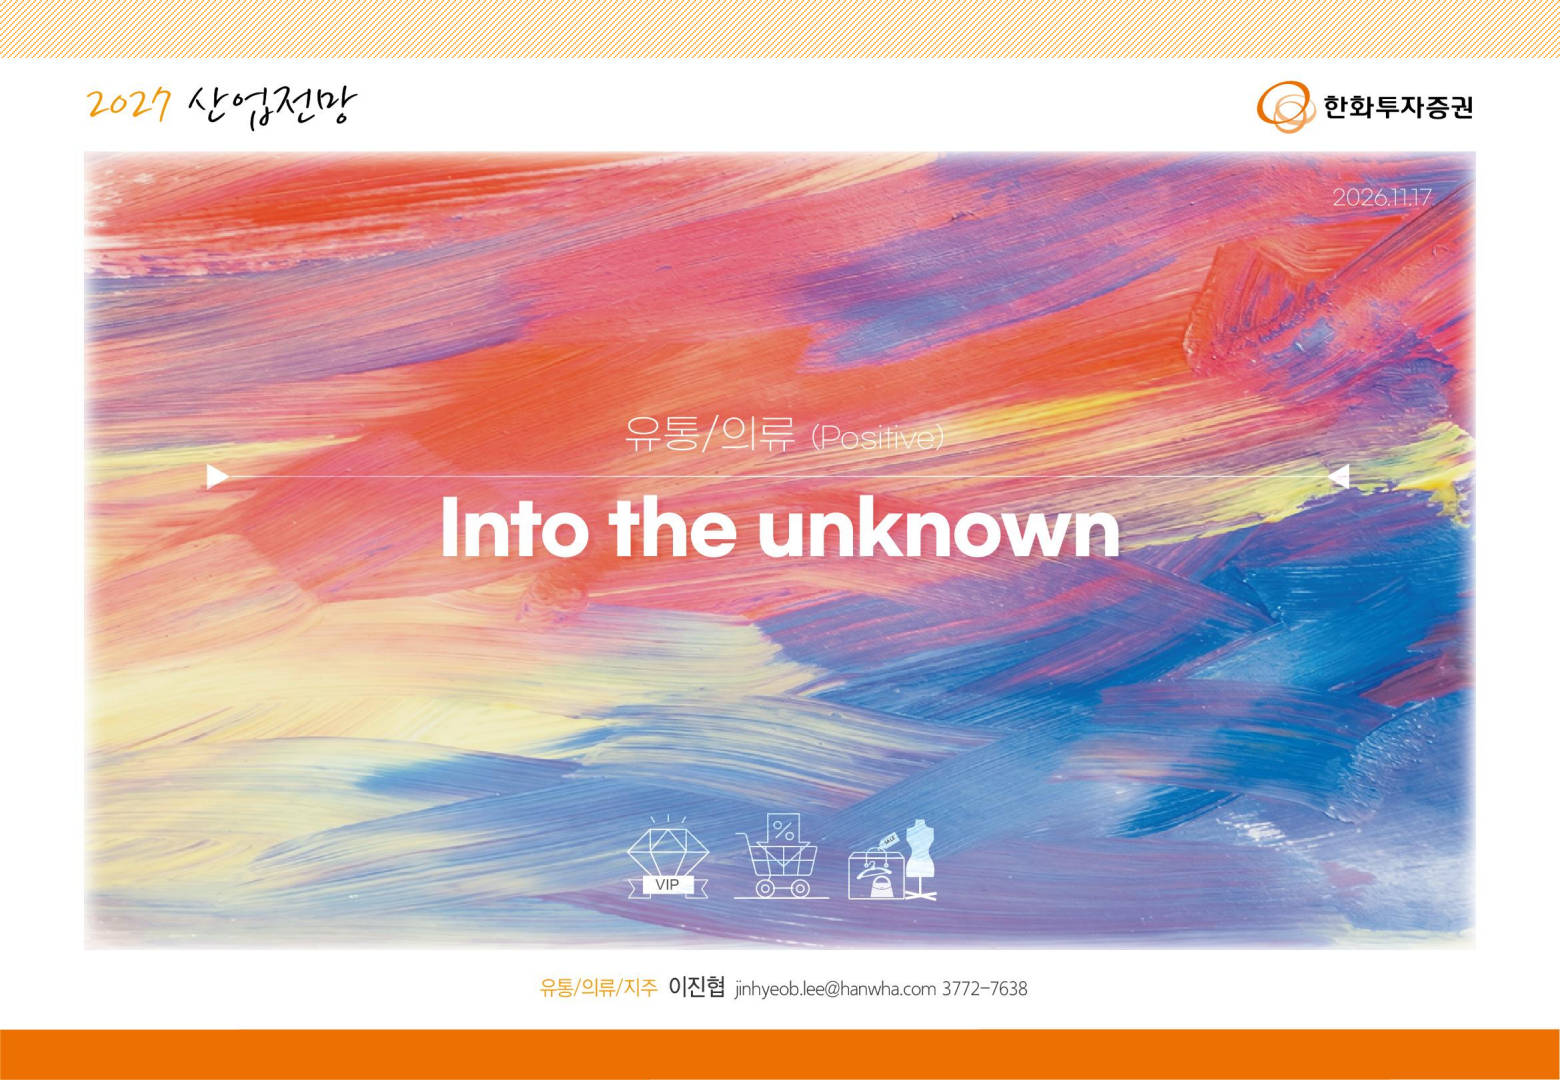 2027 산업전망
한화투자증권
2026.11.17
유통/의류 (Positive)
Into the unknown
%
SALE
VIP
유통/의류/지주 이진협 jinhyeob.lee@hanwha.com 3772-7638